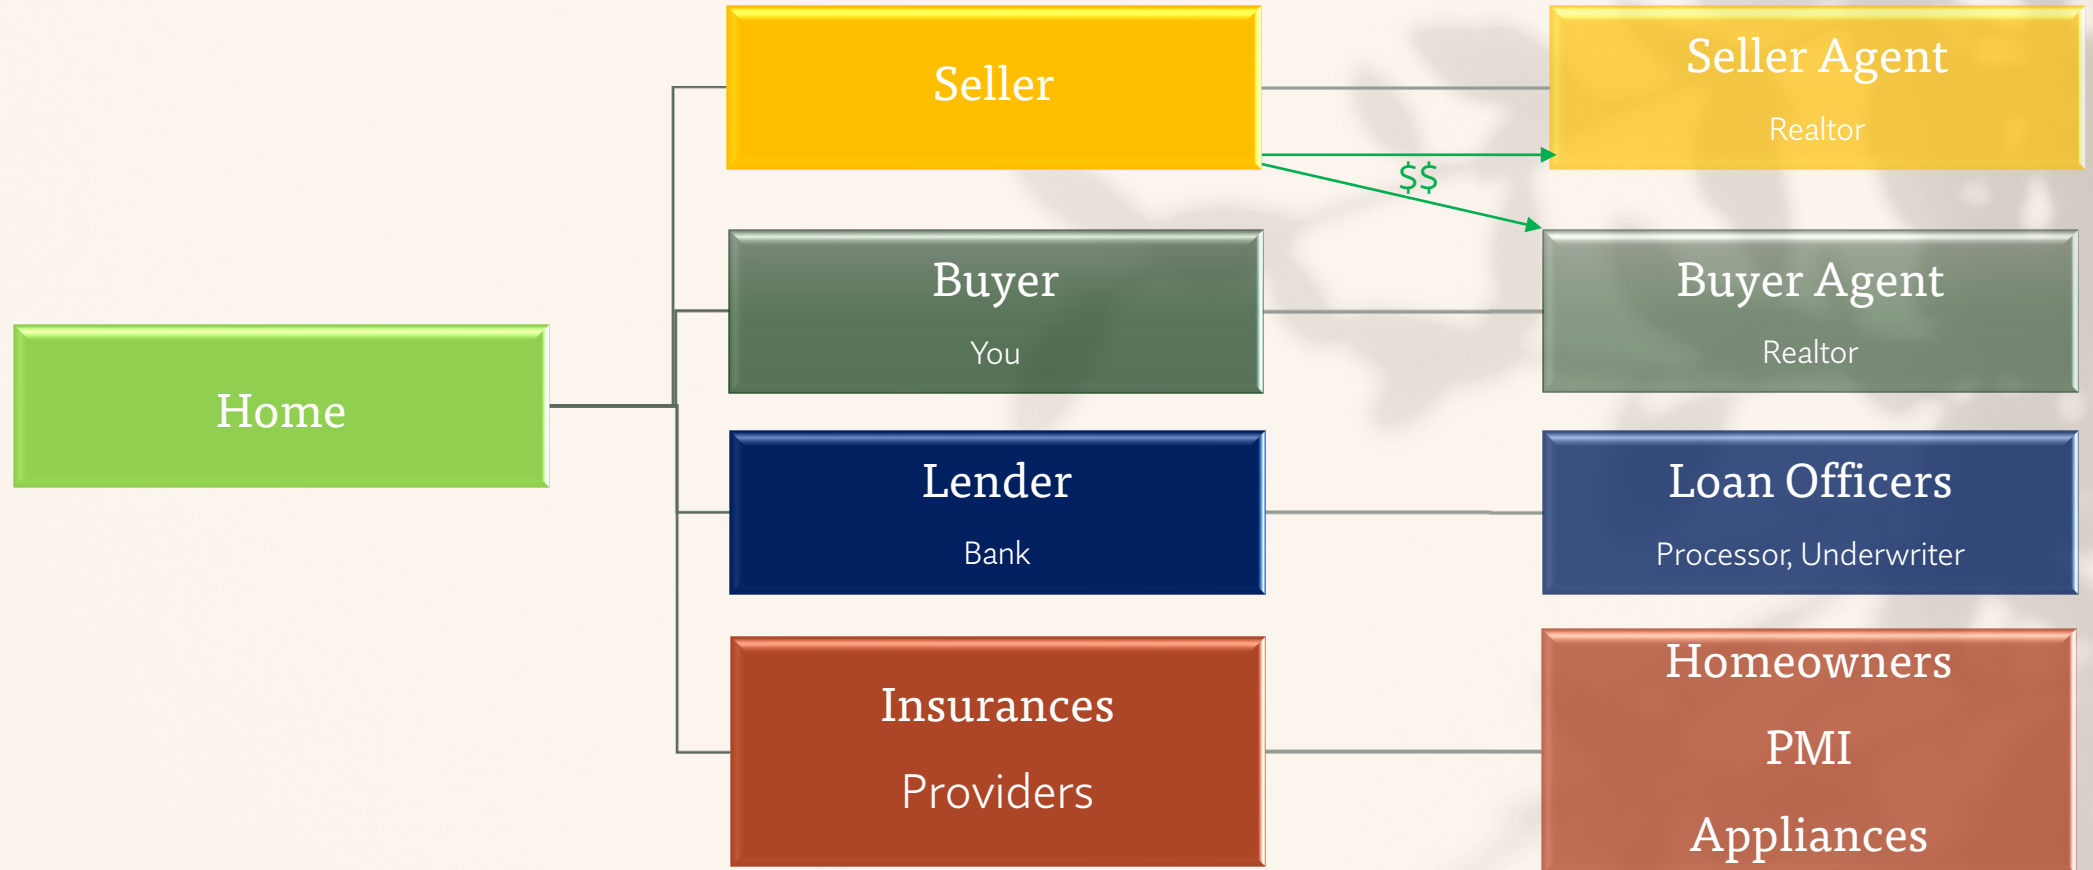 Seller
Seller Agent
Realtor
$$
Buyer
You
Buyer Agent
Realtor
Home
Lender
Bank
Loan Officers
Processor, Underwriter
Insurances
Providers
Homeowners
PMI
Appliances